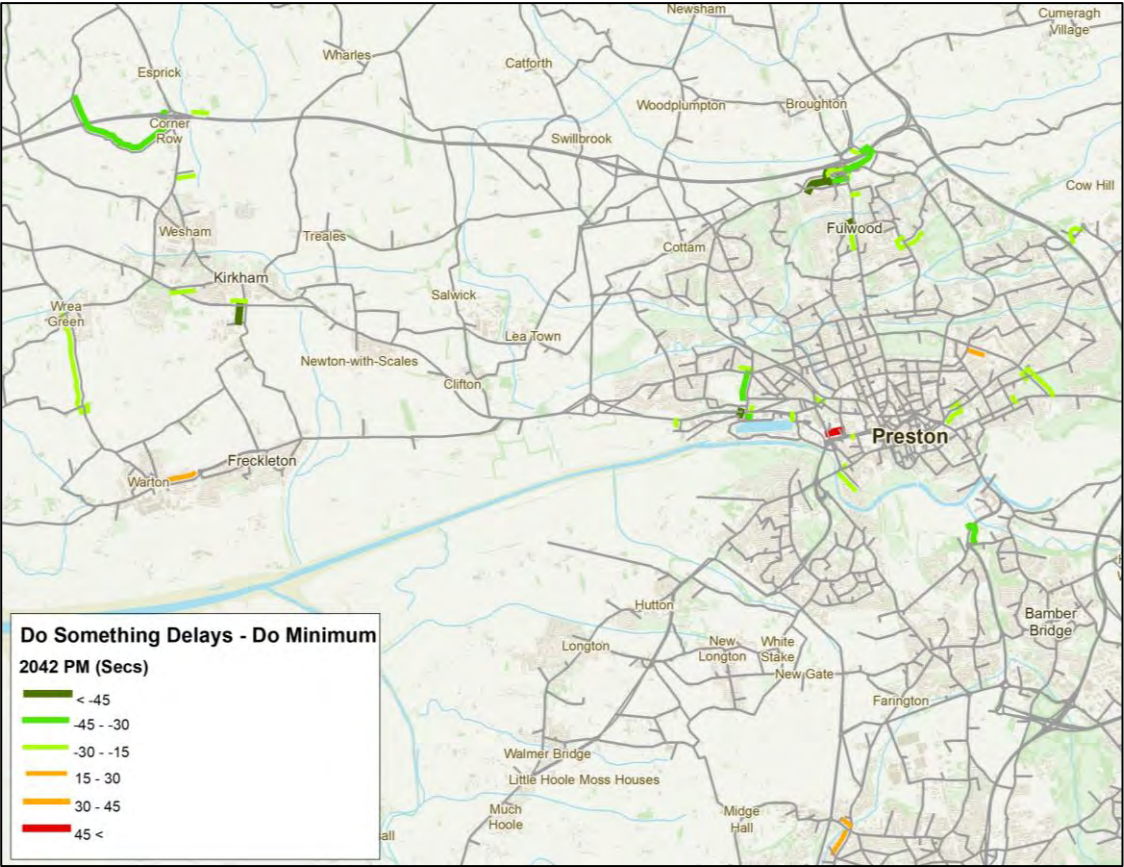 Newsham
Cumeragh
Village
Wharles
Catforth
Esprick
Woodplumpton
Broughton
Corner
Row
Swillbrook
Cow Hill
Wesham
Treales
Fulwood
Cottam
Kirkham
Wrea
Green
Salwick
Lea Town
Newton-with-Scales
Clifton
Preston
Freckleton
Warton
Hutton
Bamber
Bridge
Longton
New
Longton
White
Stake
New Gate
Farington
Walmer Bridge
Little Hoole Moss Houses
Much
Hoole
Midge
Hall
all
Do Something Delays - Do Minimum
2042 PM (Secs)
< -45
-45 - -30
-30 - -15
15 - 30
30 - 45
45 <